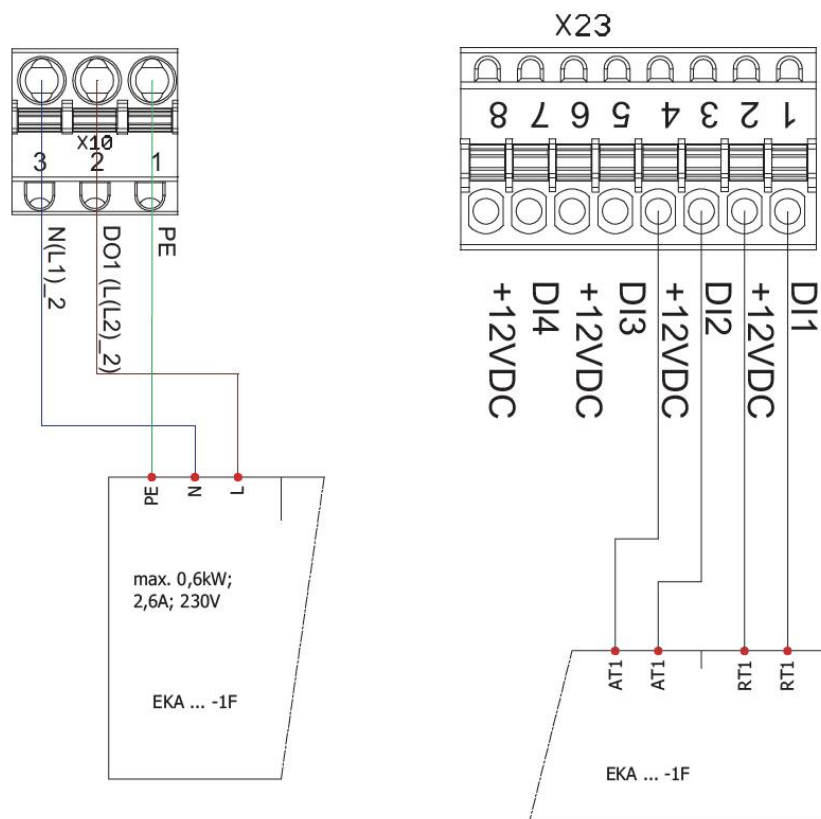 X23
8 7 6 5 4 3 2 1
X10
3 2 1
N(L1)_2
DO1 (L(L2)_2)
PE
+12VDC
DI4
+12VDC
DI3
+12VDC
DI2
+12VDC
DI1
PE
N
L
max. 0,6kW;
2,6A; 230V
EKA ... -1F
AT1
AT1
RT1
RT1
EKA ... -1F